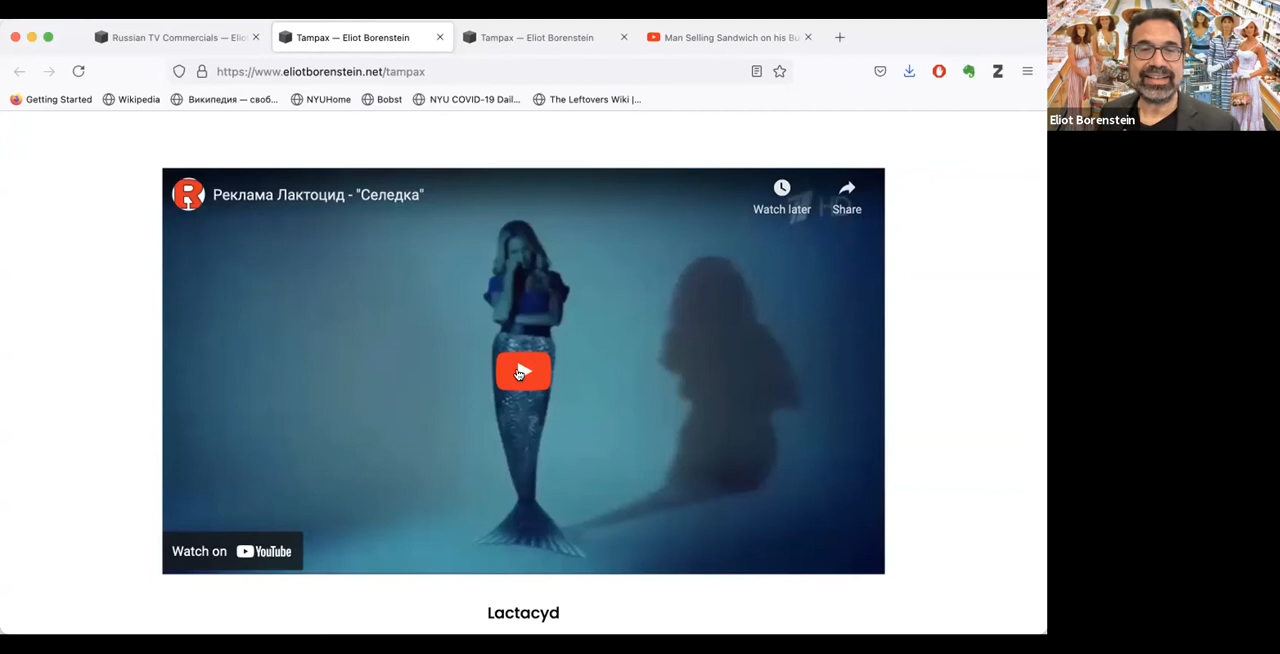 Russian TV Commercials — Elio
Tampax — Eliot Borenstein
Tampax — Eliot Borenstein
Man Selling Sandwich on his Bu
https://www.eliotborenstein.net/tampax
Getting Started
Wikipedia
Википедия — своб...
NYUHome
Bobst
NYU COVID-19 Dail...
The Leftovers Wiki |...
Eliot Borenstein
Реклама Лактоцид - "Селедка"
Watch later
Share
HD
Watch on YouTube
Lactacyd